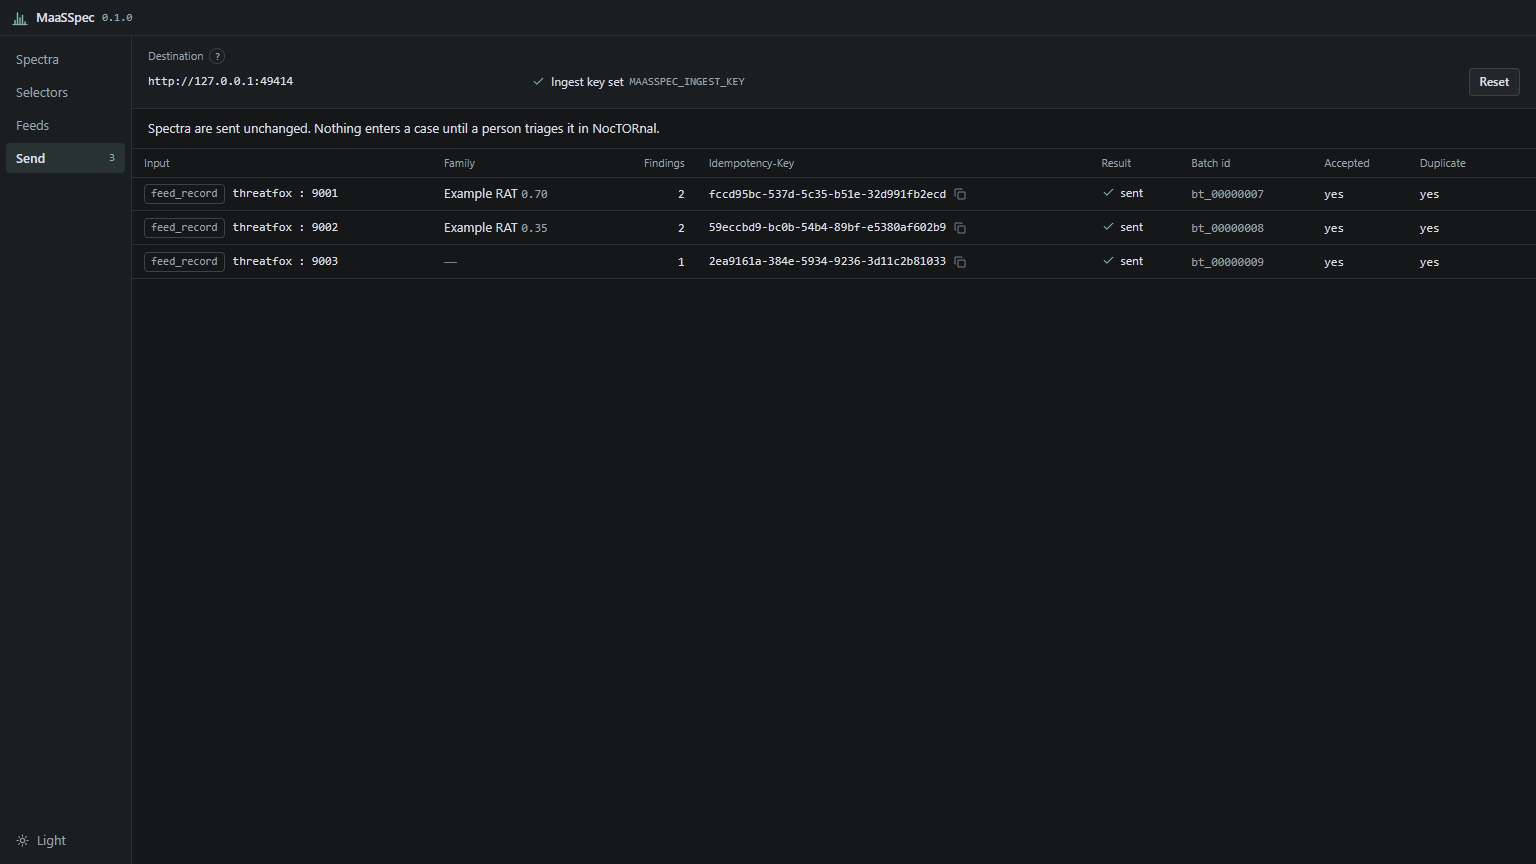 MaaSSpec 0.1.0
Spectra
Selectors
Feeds
Send 3
Destination ?
http://127.0.0.1:49414
Ingest key set MAASSPEC_INGEST_KEY
Reset
Spectra are sent unchanged. Nothing enters a case until a person triages it in NocTORnal.
Input Family Findings Idempotency-Key Result Batch id Accepted Duplicate
feed_record threatfox : 9001 Example RAT 0.70 2 fccd95bc-537d-5c35-b51e-32d991fb2ecd sent bt_00000007 yes yes
feed_record threatfox : 9002 Example RAT 0.35 2 59eccbd9-bc0b-54b4-89bf-e5380af602b9 sent bt_00000008 yes yes
feed_record threatfox : 9003 — 1 2ea9161a-384e-5934-9236-3d11c2b81033 sent bt_00000009 yes yes
Light